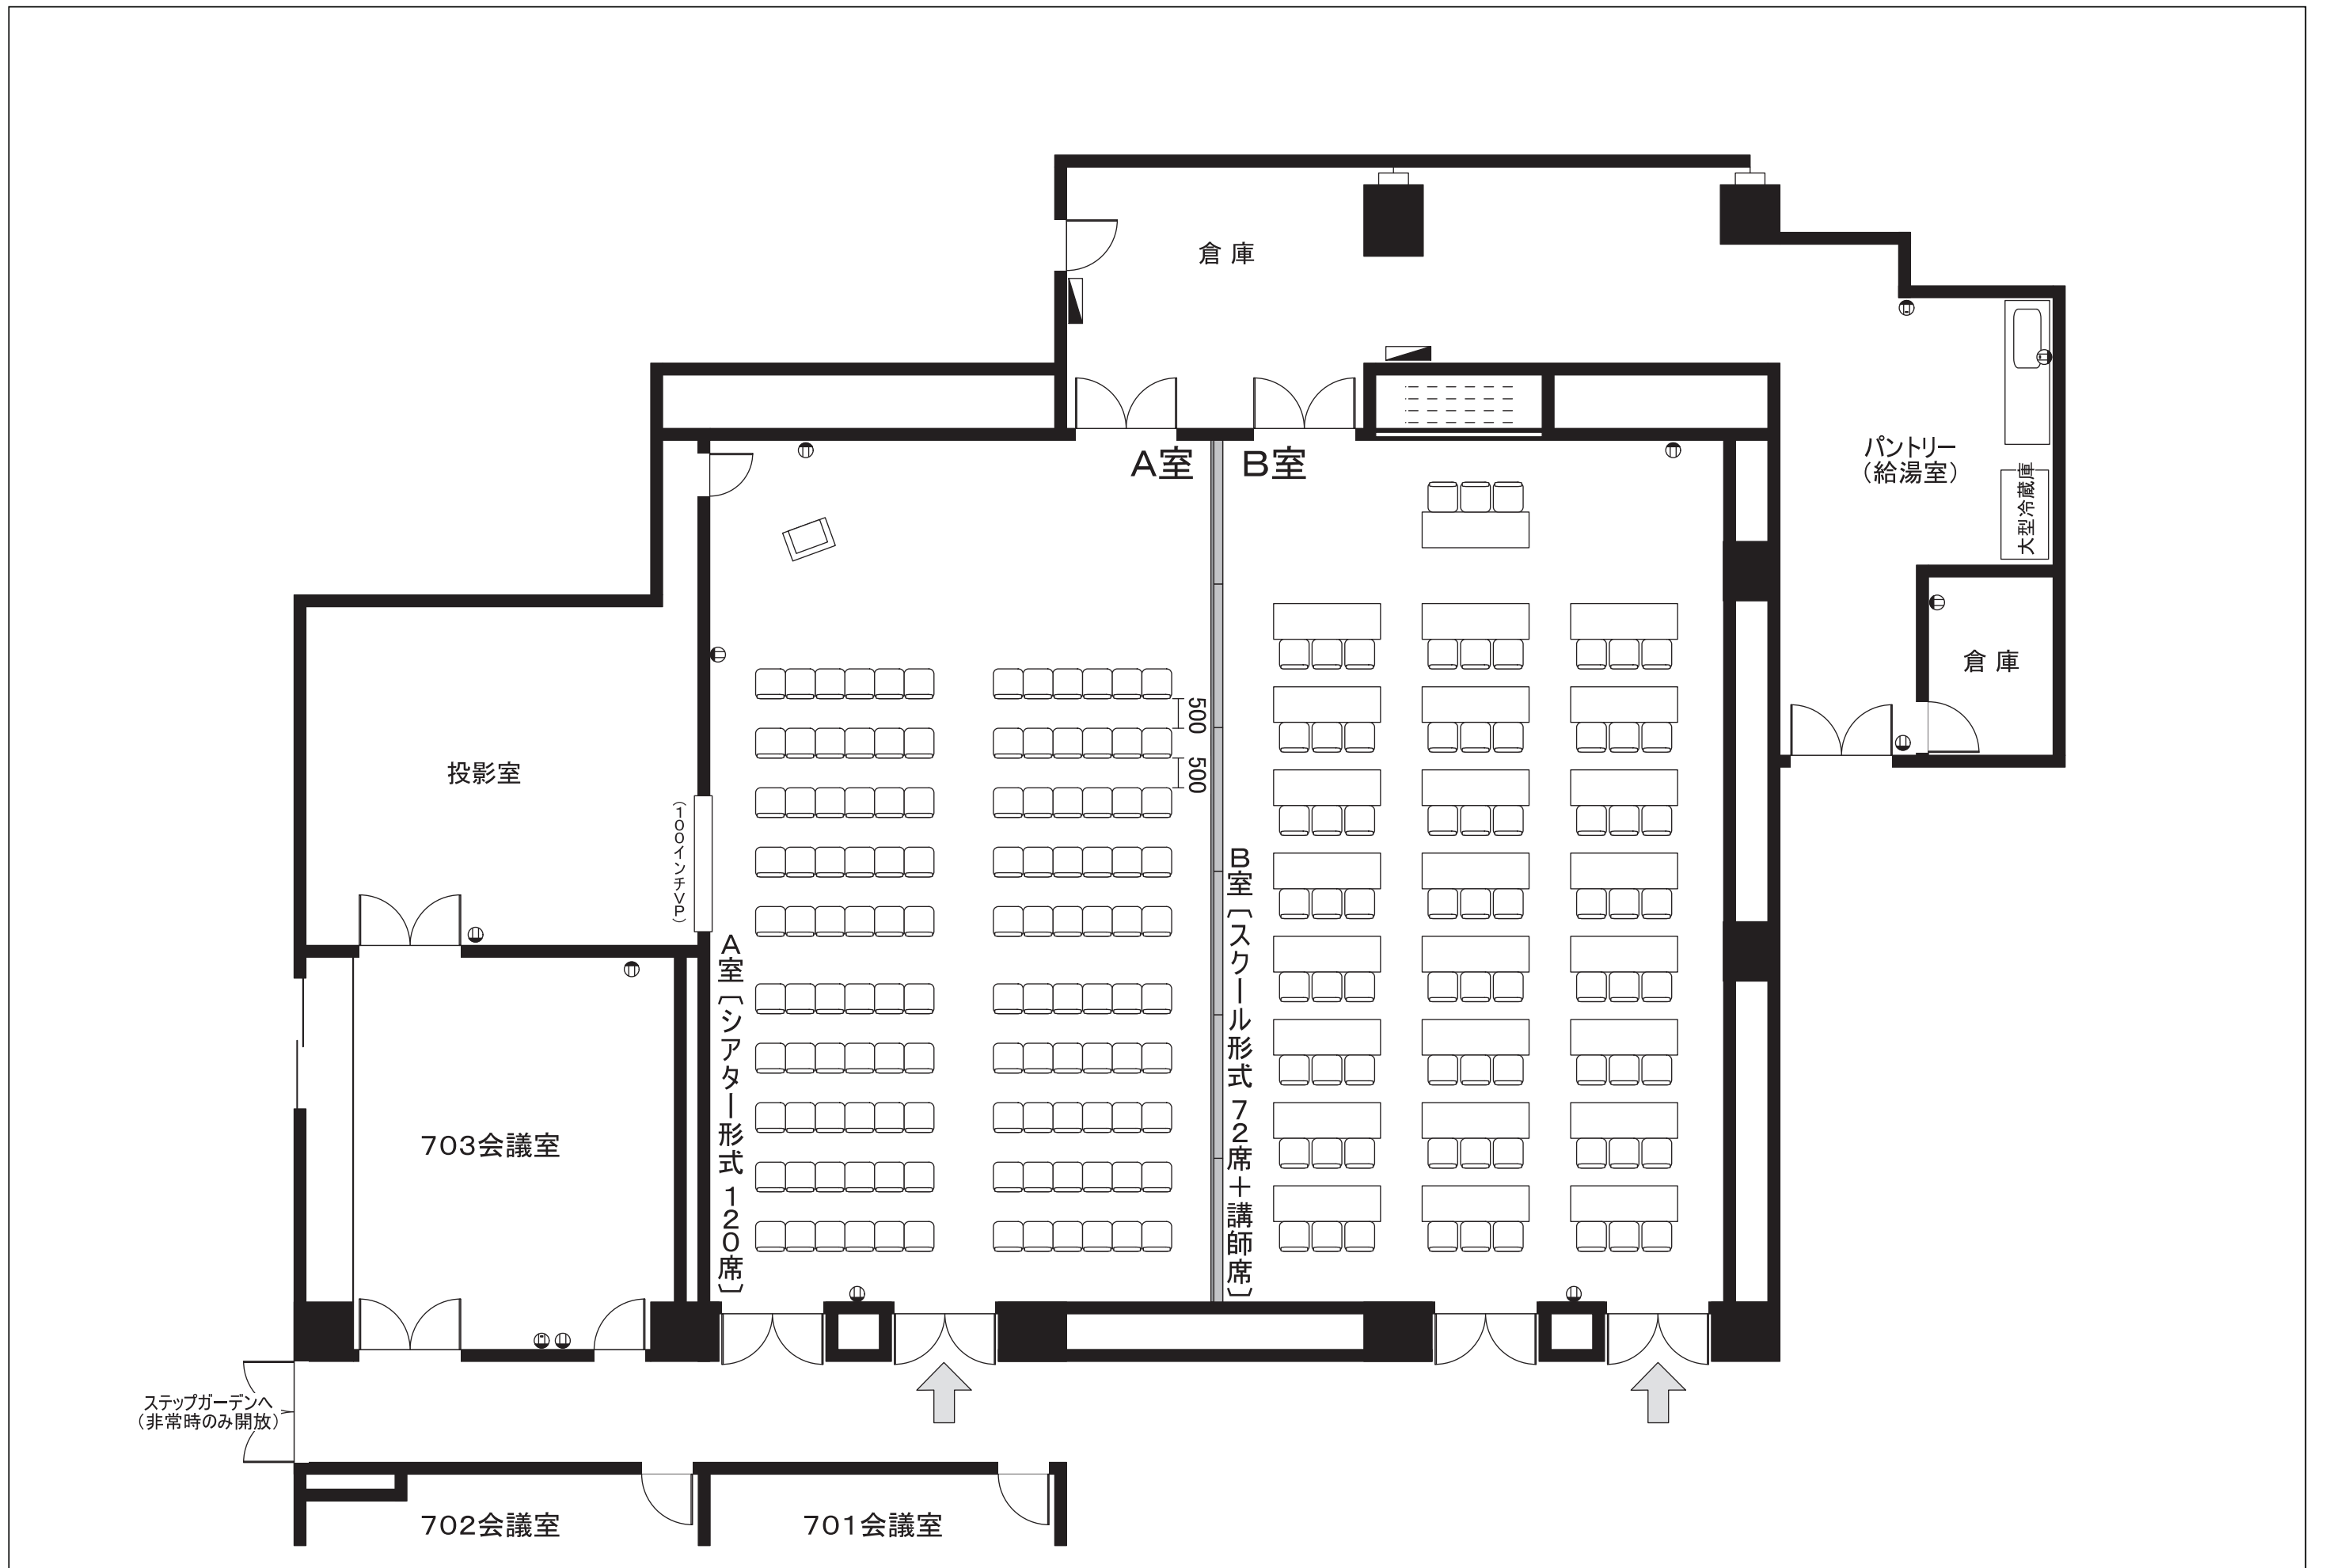 倉庫
A室
B室
パントリー
(給湯室)
大型冷蔵庫
倉庫
500
500
投影室
(100インチVP)
A室〔シアター形式 120席〕
B室〔スクール形式 72席+講師席〕
703会議室
ステップガーデンへ
(非常時のみ開放)
702会議室
701会議室